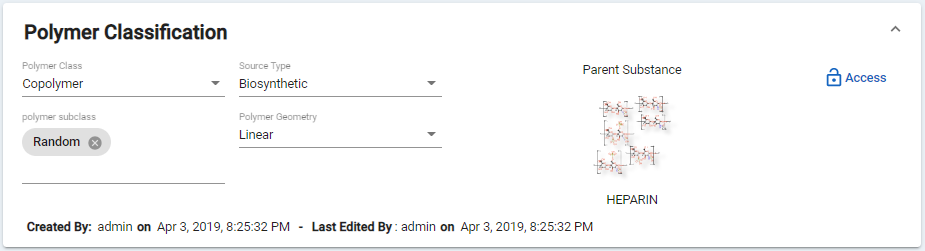 Polymer Classification
Polymer Class
Copolymer
Source Type
Biosynthetic
Parent Substance
Access
polymer subclass
Random
Polymer Geometry
Linear
HEPARIN
Created By: admin on Apr 3, 2019, 8:25:32 PM - Last Edited By : admin on Apr 3, 2019, 8:25:32 PM